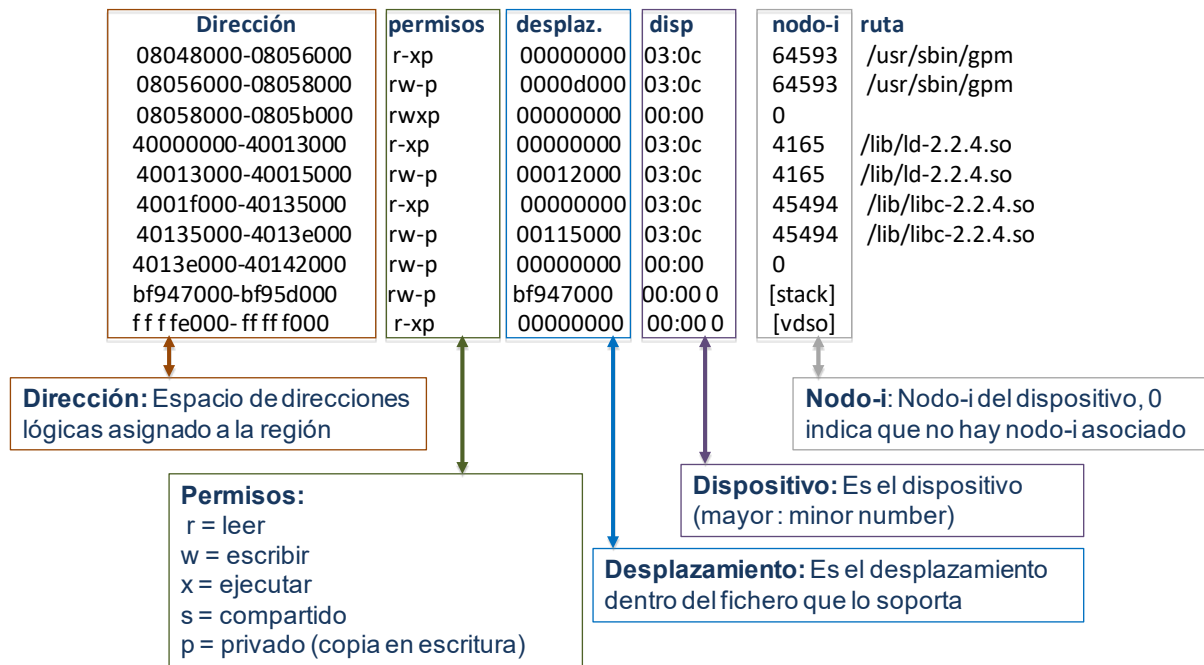 Dirección permisos desplaz. disp nodo-i ruta
08048000-08056000 r-xp 00000000 03:0c 64593 /usr/sbin/gpm
08056000-08058000 rw-p 0000d000 03:0c 64593 /usr/sbin/gpm
08058000-0805b000 rwxp 00000000 00:00 0
40000000-40013000 r-xp 00000000 03:0c 4165 /lib/ld-2.2.4.so
40013000-40015000 rw-p 00012000 03:0c 4165 /lib/ld-2.2.4.so
4001f000-40135000 r-xp 00000000 03:0c 45494 /lib/libc-2.2.4.so
40135000-4013e000 rw-p 00115000 03:0c 45494 /lib/libc-2.2.4.so
4013e000-40142000 rw-p 00000000 00:00 0
bf947000-bf95d000 rw-p bf947000 00:00 0 [stack]
ffffe000-fffff000 r-xp 00000000 00:00 0 [vdso]
Dirección: Espacio de direcciones
lógicas asignado a la región
Nodo-i: Nodo-i del dispositivo, 0
indica que no hay nodo-i asociado
Permisos:
r = leer
w = escribir
x = ejecutar
s = compartido
p = privado (copia en escritura)
Dispositivo: Es el dispositivo
(mayor : minor number)
Desplazamiento: Es el desplazamiento
dentro del fichero que lo soporta